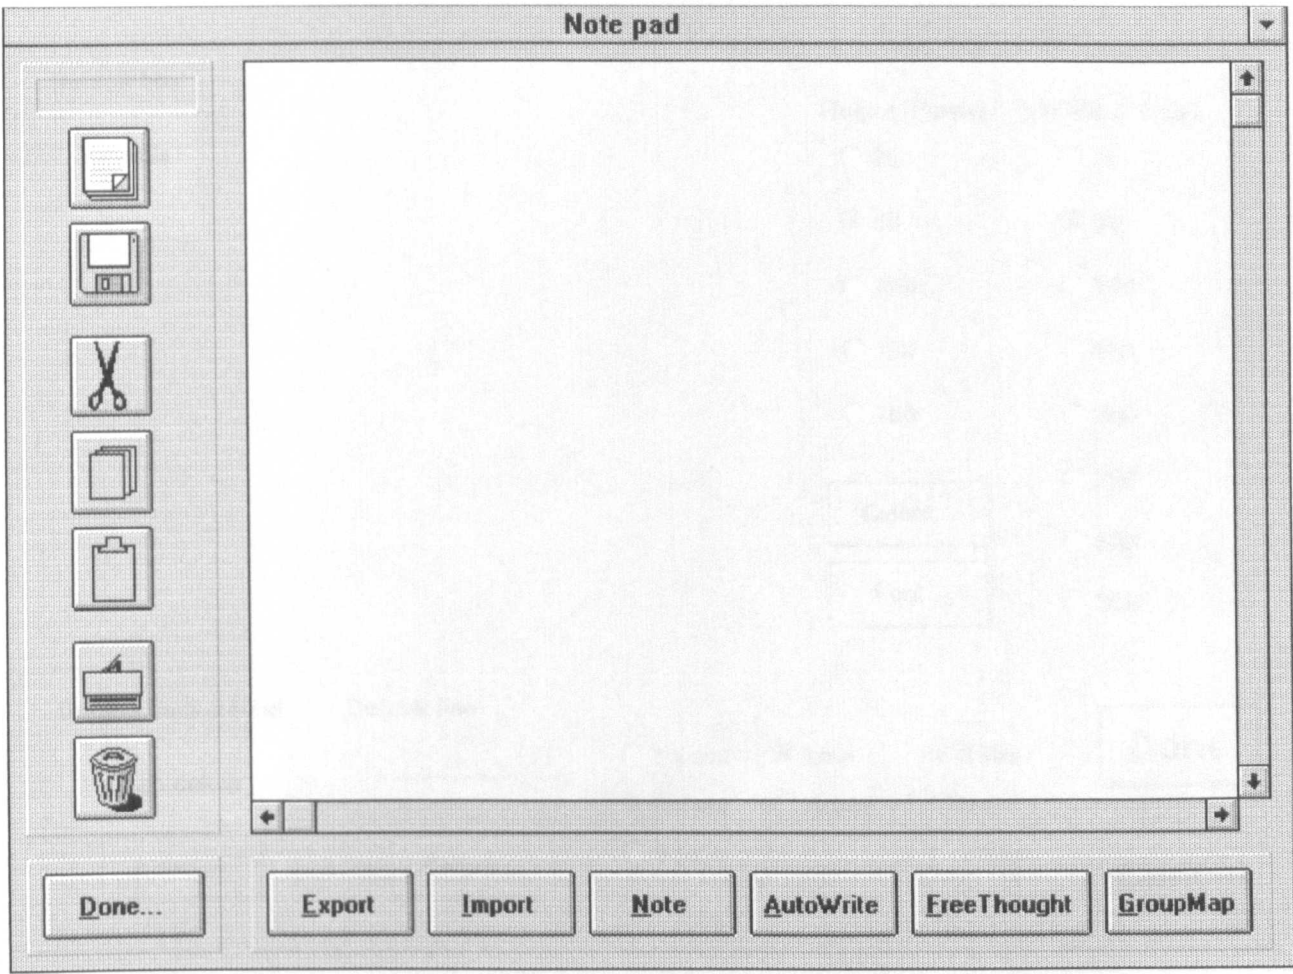 Note pad
Done...
Export
Import
Note
AutoWrite
FreeThought
GroupMap